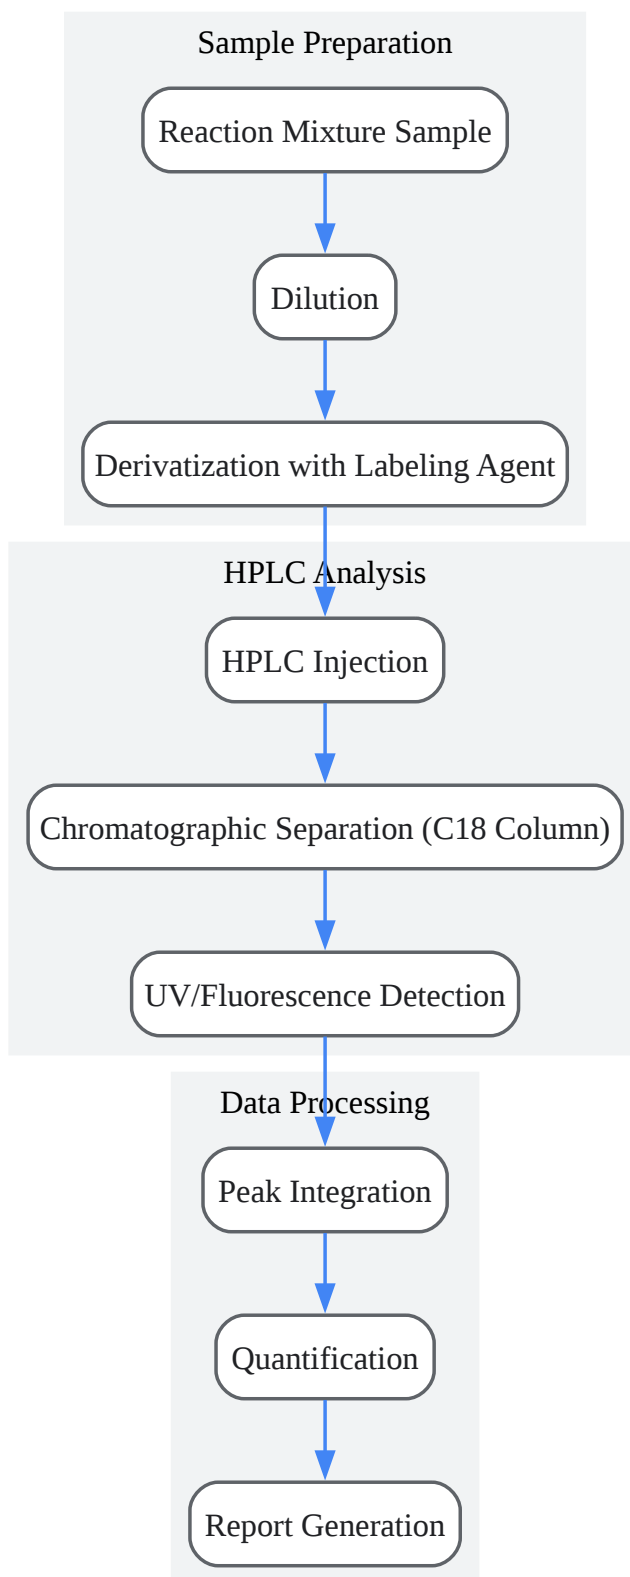 Sample Preparation
Reaction Mixture Sample
Dilution
Derivatization with Labeling Agent
HPLC Analysis
HPLC Injection
Chromatographic Separation (C18 Column)
UV/Fluorescence Detection
Data Processing
Peak Integration
Quantification
Report Generation